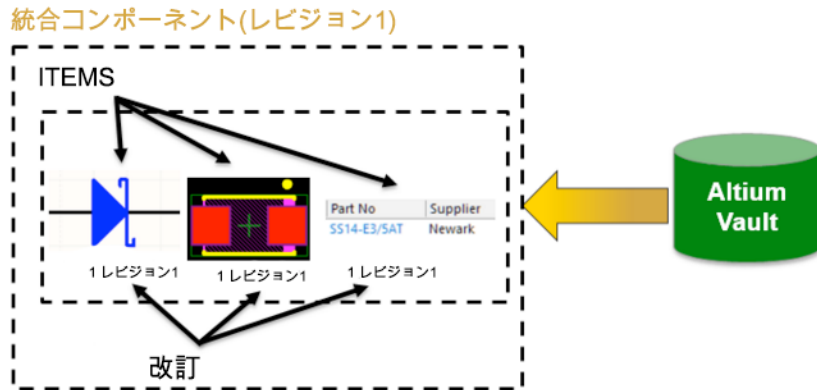 統合コンポーネント(レビジョン1)
ITEMS
Part No Supplier
SS14-E3/5AT Newark
1 レビジョン1 1 レビジョン1 1 レビジョン1
改訂
Altium
Vault